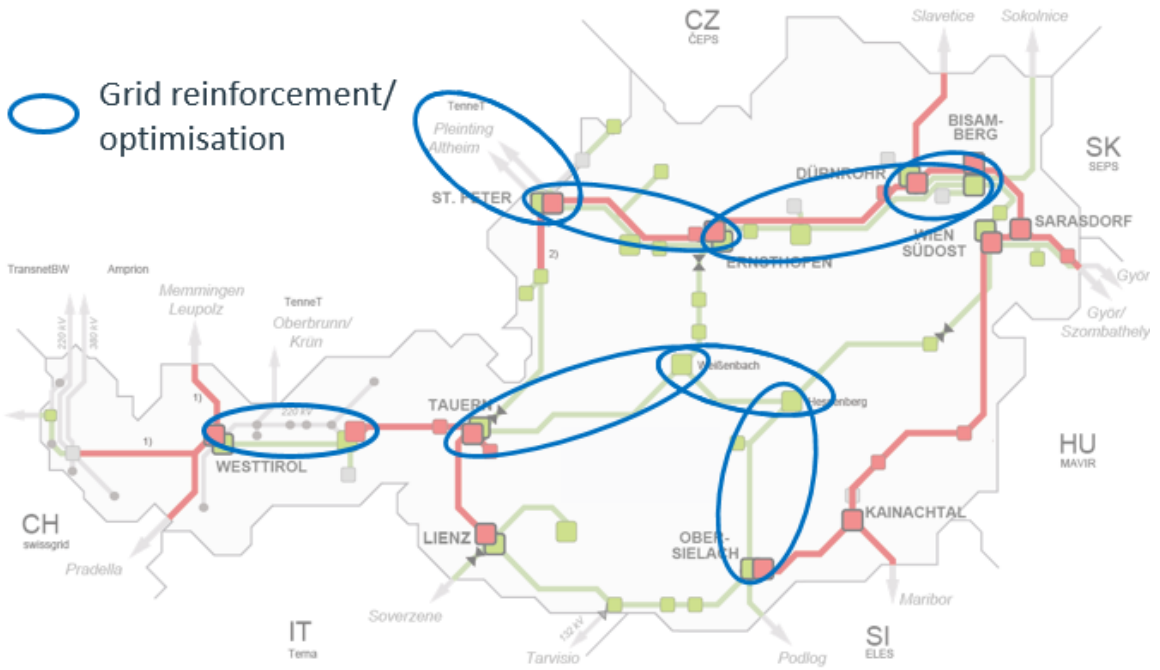 CZ
ČEPS
Slavetice
Sokolnice
Grid reinforcement/
optimisation
TenneT
Pleinting
Altheim
BISAM-
BERG
SK
SEPS
DÜRNROHR
ST. PETER
SARASDORF
WIEN
SÜDOST
ERNSTHOFEN
2)
TransnetBW
Amprion
Györ
Memmingen
Leupolz
TenneT
Oberbrunn/
Krün
Györ/
Szombathely
220 kV
380 kV
Weißenbach
1)
TAUERN
Hessenberg
220 kV
1)
WESTTIROL
HU
MAVIR
CH
swissgrid
KAINACHTAL
LIENZ
OBER-
SIELACH
Pradella
Maribor
Soverzene
IT
Terna
132 kV
Tarvisio
Podlog
SI
ELES